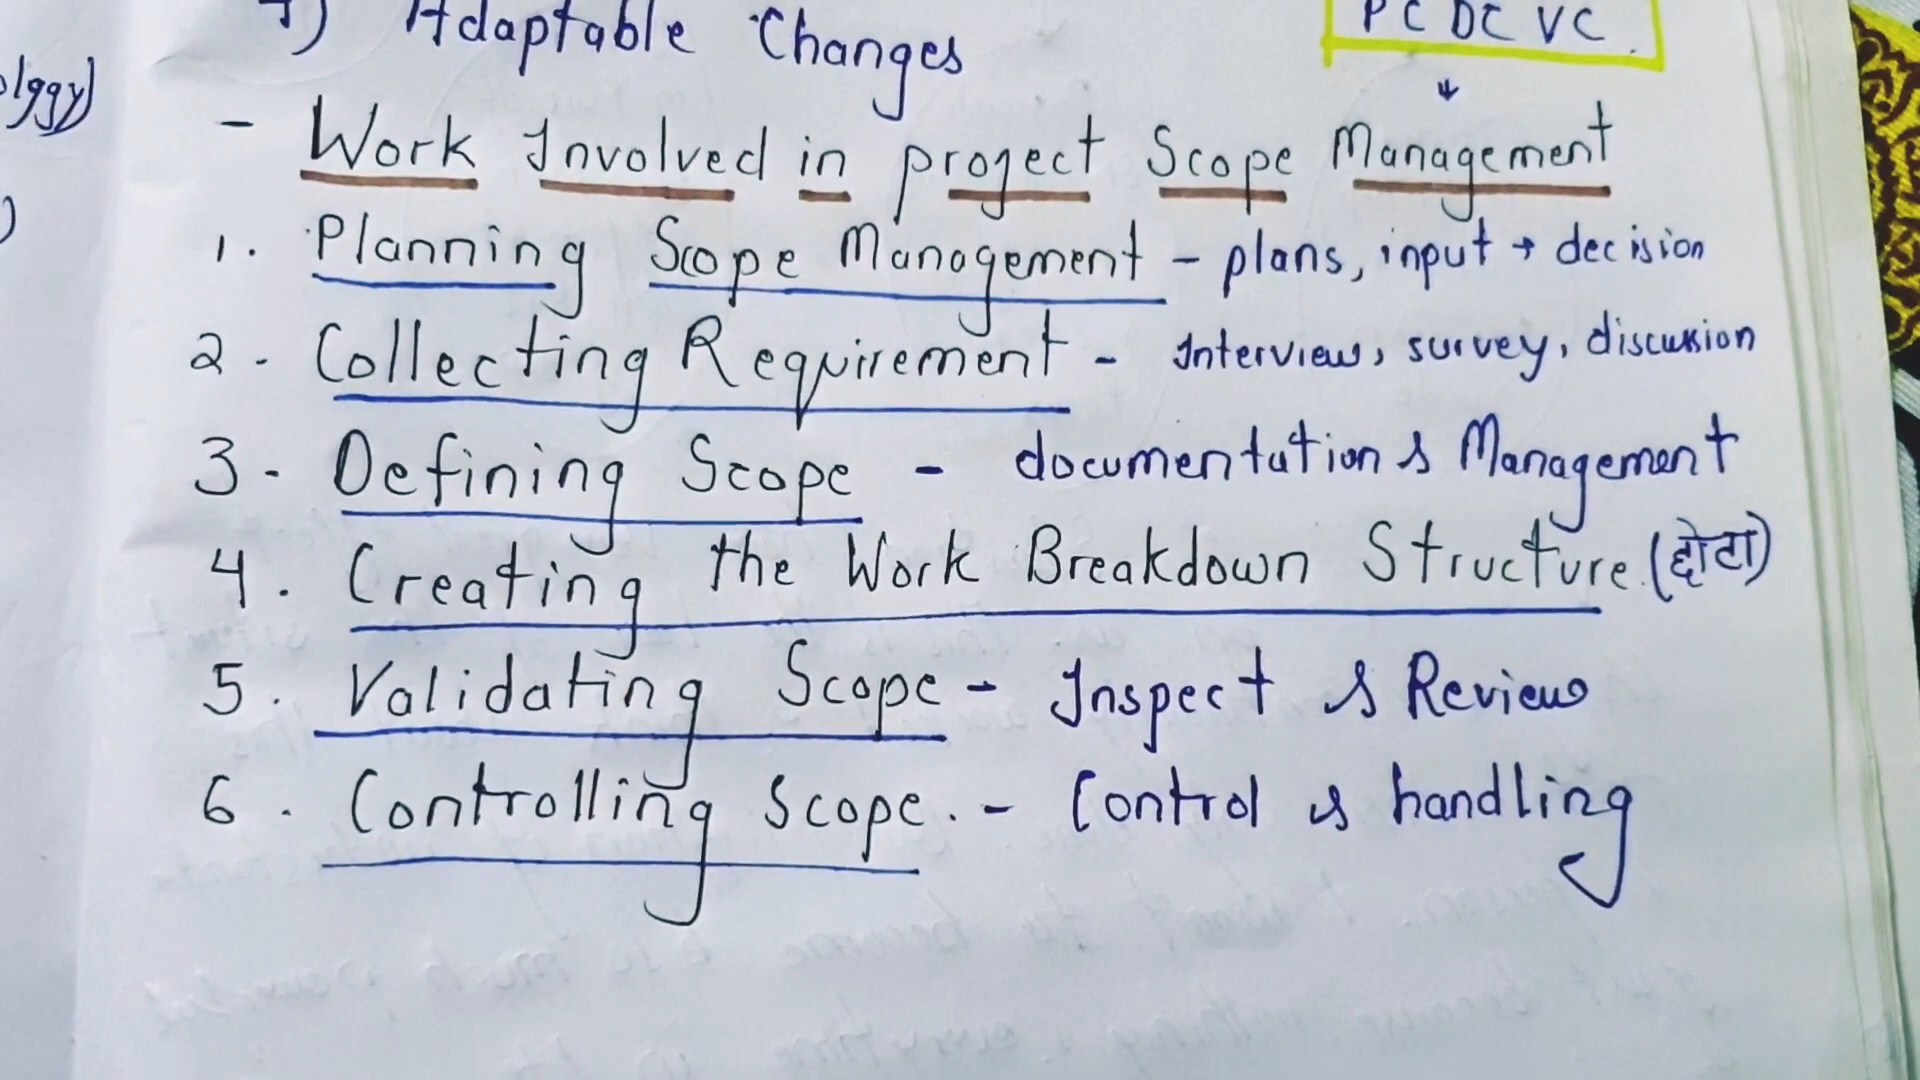 7) Adaptable Changes
PC DC VC.
- Work Involved in project Scope Management
1. Planning Scope Management - plans, input → decision
2 - Collecting Requirement - Interview, survey, discussion
3 - Defining Scope - documentation & Management
4. Creating the Work Breakdown Structure. (छोटा)
5. Validating Scope - Inspect & Review
6. Controlling Scope. - Control & handling